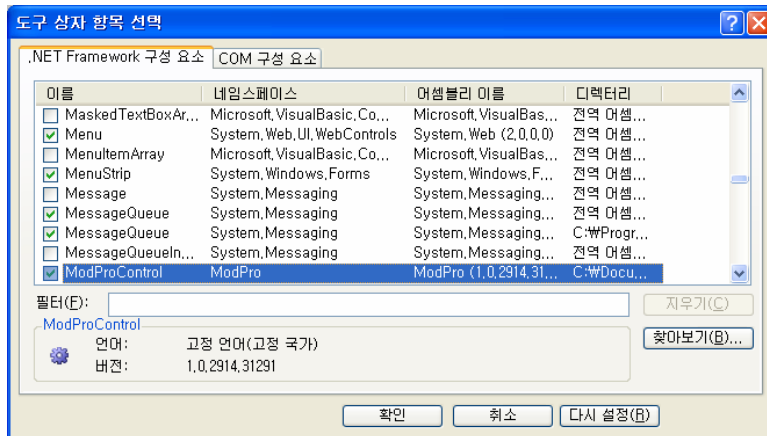 도구 상자 항목 선택
.NET Framework 구성 요소 COM 구성 요소
이름 네임스페이스 어셈블리 이름 디렉터리
MaskedTextBoxAr... Microsoft.VisualBasic.Co... Microsoft.VisualBas... 전역 어셈...
Menu System.Web.UI.WebControls System.Web (2.0.0.0) 전역 어셈...
MenuItemArray Microsoft.VisualBasic.Co... Microsoft.VisualBas... 전역 어셈...
MenuStrip System.Windows.Forms System.Windows.F... 전역 어셈...
Message System.Messaging System.Messaging... 전역 어셈...
MessageQueue System.Messaging System.Messaging... 전역 어셈...
MessageQueue System.Messaging System.Messaging... C:₩Progr...
MessageQueueIn... System.Messaging System.Messaging... 전역 어셈...
ModProControl ModPro ModPro (1.0.2914.31... C:₩Docu...
필터(F): 지우기(C)
ModProControl
찾아보기(B)...
언어: 고정 언어(고정 국가)
버전: 1.0.2914.31291
확인 취소 다시 설정(R)